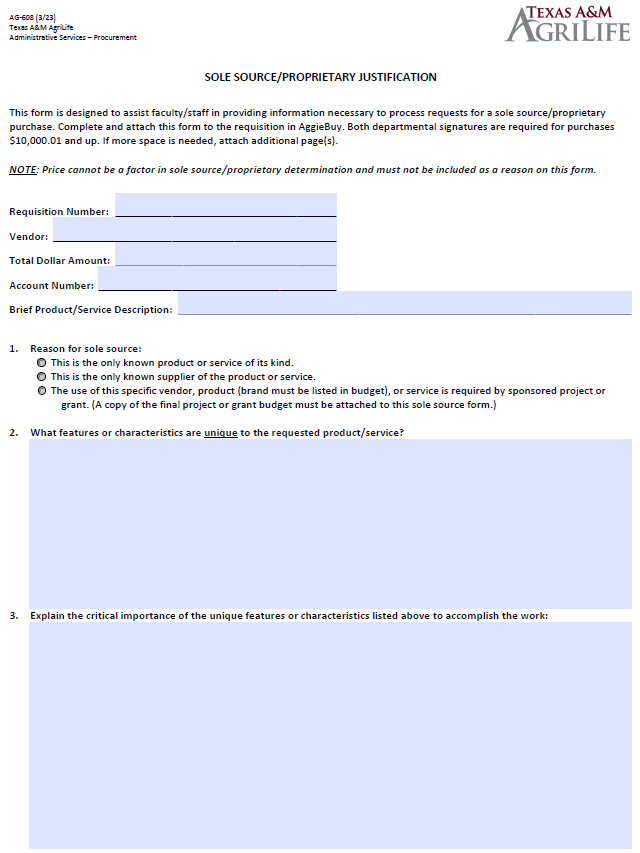 AG-608 (3/23)
Texas A&M AgriLife
Administrative Services – Procurement
TEXAS A&M
AGRILIFE
SOLE SOURCE/PROPRIETARY JUSTIFICATION
This form is designed to assist faculty/staff in providing information necessary to process requests for a sole source/proprietary
purchase. Complete and attach this form to the requisition in AggieBuy. Both departmental signatures are required for purchases
$10,000.01 and up. If more space is needed, attach additional page(s).
NOTE: Price cannot be a factor in sole source/proprietary determination and must not be included as a reason on this form.
Requisition Number:
Vendor:
Total Dollar Amount:
Account Number:
Brief Product/Service Description:
1. Reason for sole source:
This is the only known product or service of its kind.
This is the only known supplier of the product or service.
The use of this specific vendor, product (brand must be listed in budget), or service is required by sponsored project or
grant. (A copy of the final project or grant budget must be attached to this sole source form.)
2. What features or characteristics are unique to the requested product/service?
3. Explain the critical importance of the unique features or characteristics listed above to accomplish the work: